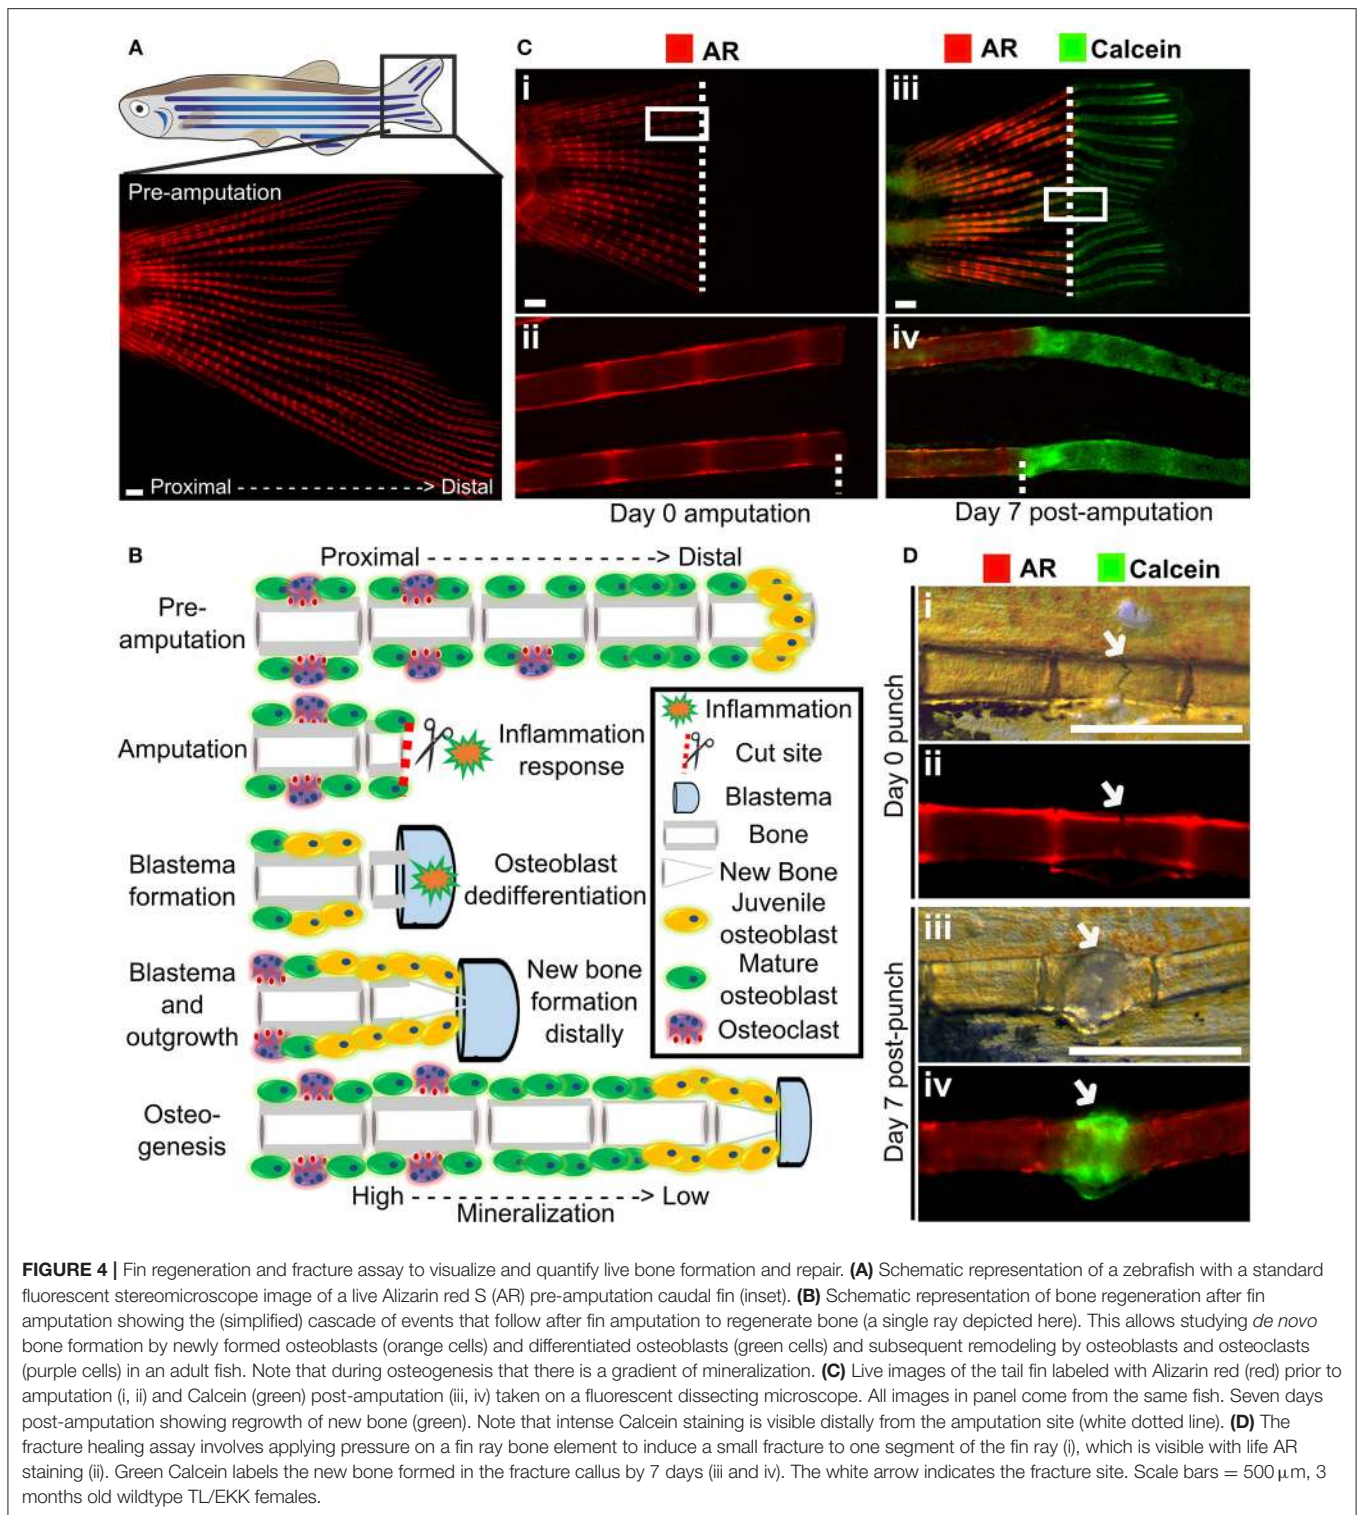 A
Pre-amputation
Proximal - - - - - - - - - - - - - - - -> Distal
C
AR
AR
Calcein
i
iii
ii
iv
Day 0 amputation
Day 7 post-amputation
B
Proximal - - - - - - - - - - - - - - - -> Distal
Pre-
amputation
Amputation
Inflammation
response
Blastema
formation
Osteoblast
dedifferentiation
Blastema
and
outgrowth
New bone
formation
distally
Osteo-
genesis
High - - - - - - - - - - - - - - - -> Low
Mineralization
Inflammation
Cut site
Blastema
Bone
New Bone
Juvenile
osteoblast
Mature
osteoblast
Osteoclast
D
AR
Calcein
Day 0 punch
i
ii
Day 7 post-punch
iii
iv
FIGURE 4 | Fin regeneration and fracture assay to visualize and quantify live bone formation and repair. (A) Schematic representation of a zebrafish with a standard
fluorescent stereomicroscope image of a live Alizarin red S (AR) pre-amputation caudal fin (inset). (B) Schematic representation of bone regeneration after fin
amputation showing the (simplified) cascade of events that follow after fin amputation to regenerate bone (a single ray depicted here). This allows studying de novo
bone formation by newly formed osteoblasts (orange cells) and differentiated osteoblasts (green cells) and subsequent remodeling by osteoblasts and osteoclasts
(purple cells) in an adult fish. Note that during osteogenesis that there is a gradient of mineralization. (C) Live images of the tail fin labeled with Alizarin red (red) prior to
amputation (i, ii) and Calcein (green) post-amputation (iii, iv) taken on a fluorescent dissecting microscope. All images in panel come from the same fish. Seven days
post-amputation showing regrowth of new bone (green). Note that intense Calcein staining is visible distally from the amputation site (white dotted line). (D) The
fracture healing assay involves applying pressure on a fin ray bone element to induce a small fracture to one segment of the fin ray (i), which is visible with life AR
staining (ii). Green Calcein labels the new bone formed in the fracture callus by 7 days (iii and iv). The white arrow indicates the fracture site. Scale bars = 500 μm, 3
months old wildtype TL/EKK females.